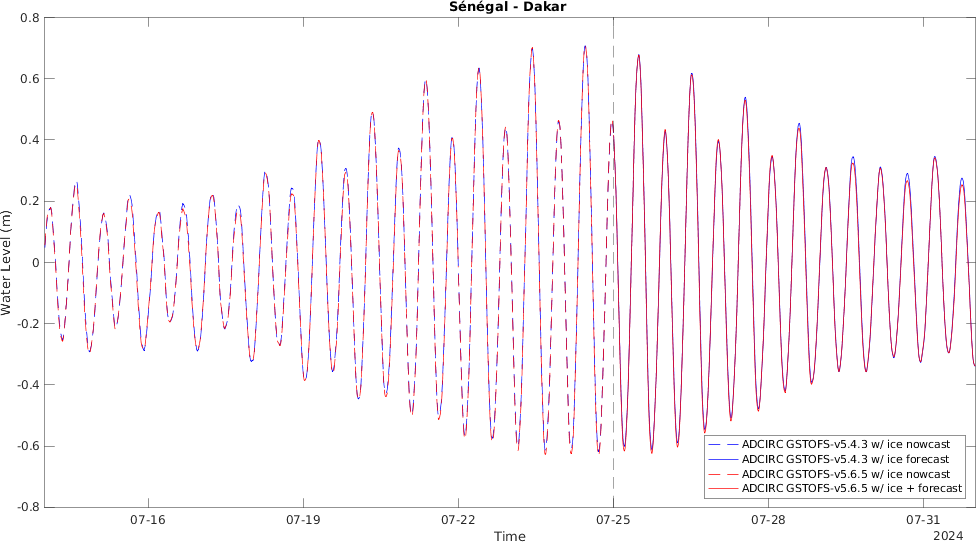 Sénégal - Dakar
0.8
0.6
0.4
0.2
0
-0.2
-0.4
-0.6
-0.8
Water Level (m)
ADCIRC GSTOFS-v5.4.3 w/ ice nowcast
ADCIRC GSTOFS-v5.4.3 w/ ice forecast
ADCIRC GSTOFS-v5.6.5 w/ ice nowcast
ADCIRC GSTOFS-v5.6.5 w/ ice + forecast
07-16 07-19 07-22 07-25 07-28 07-31
Time
2024